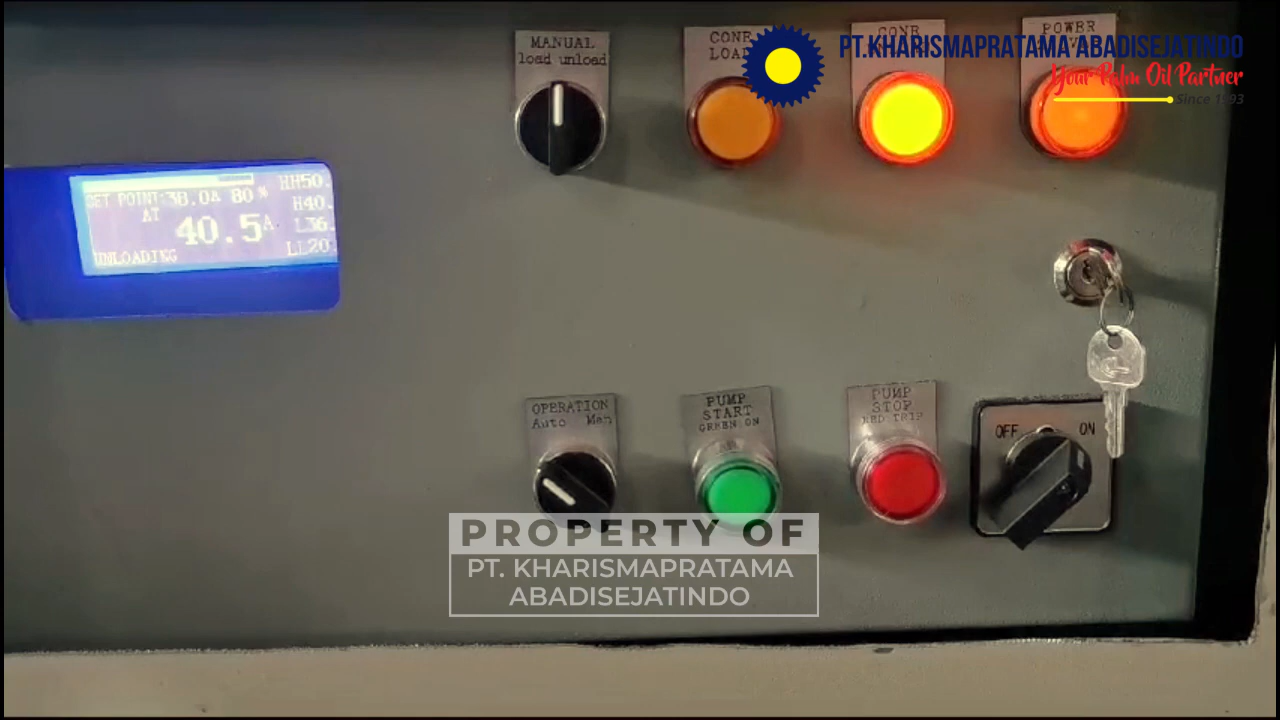 MANUAL
load unload
CONE
LOAD
CONE
POWER
PT.KHARISMAPRATAMA ABADISEJATINDO
Your Palm Oil Partner
Since 1993
SET POINT:38.0A 80 %
AT
40.5A
UNLOADING
HH50.
H40.
L36.
LL20.
OPERATION
Auto Man
PUMP
START
GREEN ON
PUMP
STOP
RED TRIP
OFF ON
PROPERTY OF
PT. KHARISMAPRATAMA
ABADISEJATINDO